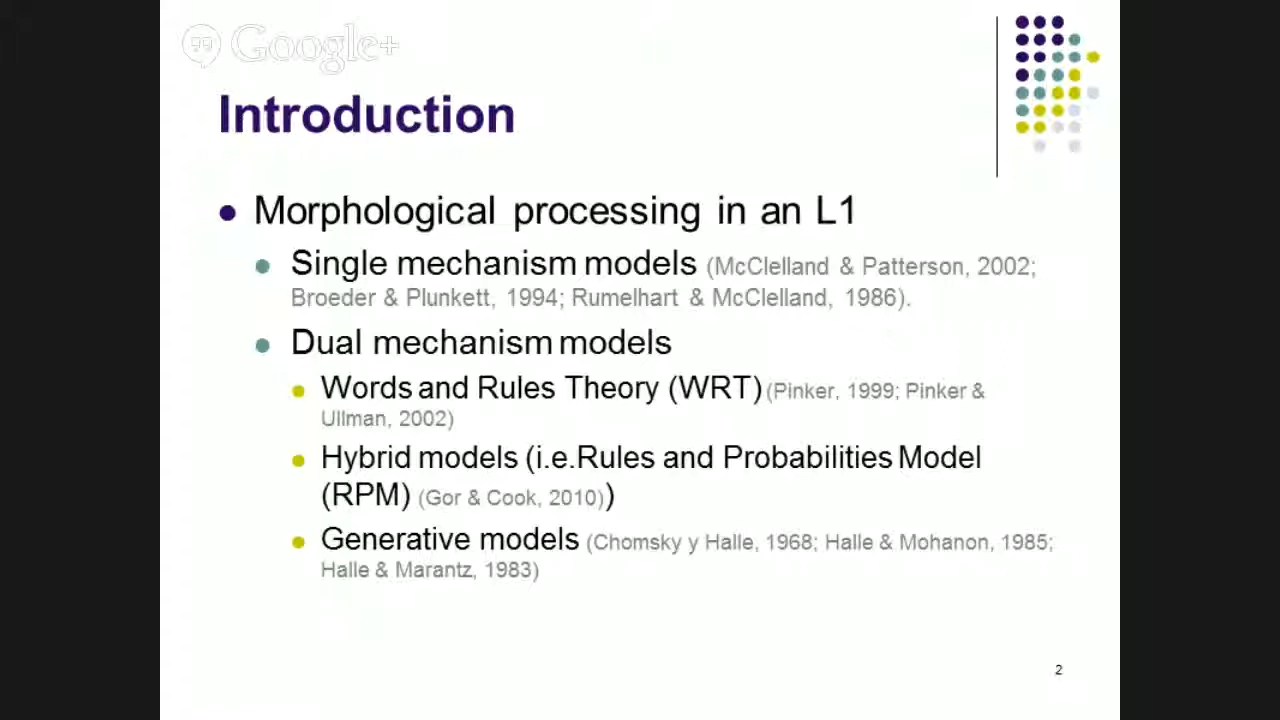 Google+
Introduction
Morphological processing in an L1
Single mechanism models (McClelland & Patterson, 2002;
Broeder & Plunkett, 1994; Rumelhart & McClelland, 1986).
Dual mechanism models
Words and Rules Theory (WRT) (Pinker, 1999; Pinker &
Ullman, 2002)
Hybrid models (i.e.Rules and Probabilities Model
(RPM) (Gor & Cook, 2010))
Generative models (Chomsky y Halle, 1968; Halle & Mohanon, 1985;
Halle & Marantz, 1983)
2